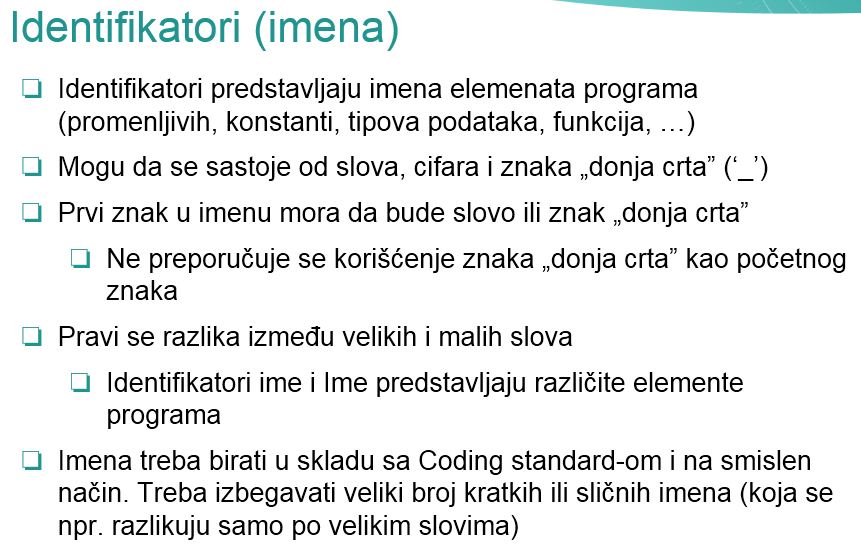 Identifikatori (imena)
❏ Identifikatori predstavljaju imena elemenata programa
(promenljivih, konstanti, tipova podataka, funkcija, …)
❏ Mogu da se sastoje od slova, cifara i znaka „donja crta” (‘_’)
❏ Prvi znak u imenu mora da bude slovo ili znak „donja crta”
❏ Ne preporučuje se korišćenje znaka „donja crta” kao početnog
znaka
❏ Pravi se razlika između velikih i malih slova
❏ Identifikatori ime i Ime predstavljaju različite elemente
programa
❏ Imena treba birati u skladu sa Coding standard-om i na smislen
način. Treba izbegavati veliki broj kratkih ili sličnih imena (koja se
npr. razlikuju samo po velikim slovima)